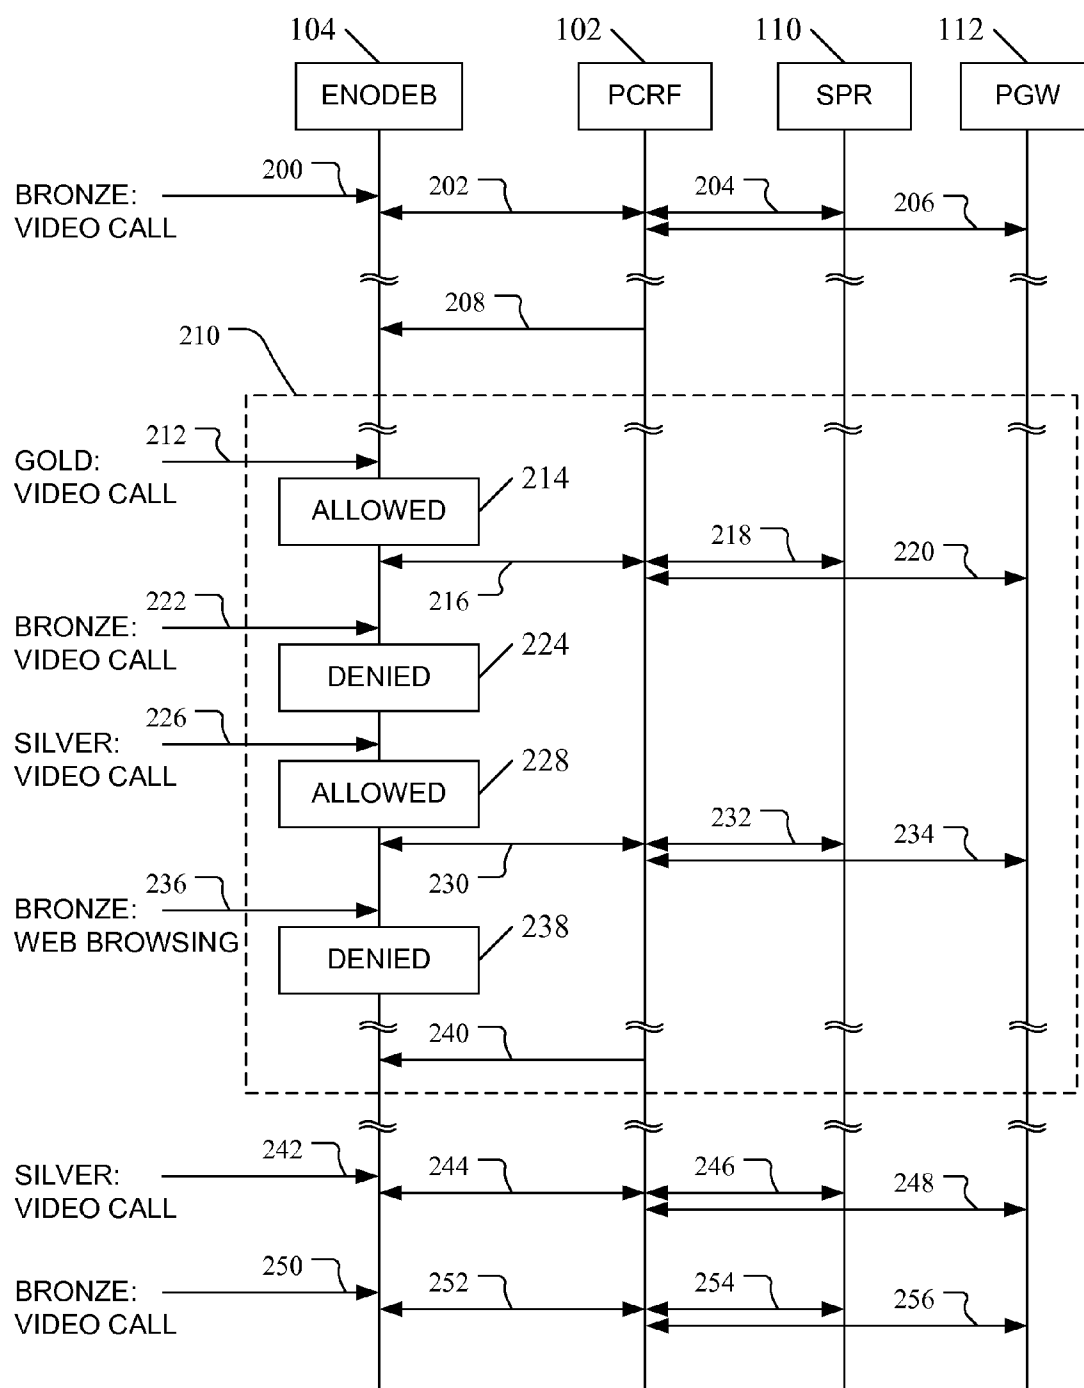 104
102
110
112
ENODEB
PCRF
SPR
PGW
BRONZE:
VIDEO CALL
200
202
204
206
208
210
GOLD:
VIDEO CALL
212
ALLOWED
214
216
218
220
BRONZE:
VIDEO CALL
222
DENIED
224
SILVER:
VIDEO CALL
226
ALLOWED
228
230
232
234
BRONZE:
WEB BROWSING
236
DENIED
238
240
SILVER:
VIDEO CALL
242
244
246
248
BRONZE:
VIDEO CALL
250
252
254
256